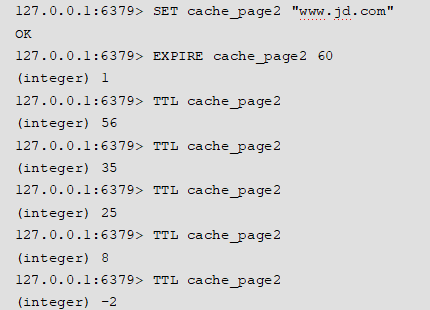 127.0.0.1:6379> SET cache_page2 "www.jd.com"
OK
127.0.0.1:6379> EXPIRE cache_page2 60
(integer) 1
127.0.0.1:6379> TTL cache_page2
(integer) 56
127.0.0.1:6379> TTL cache_page2
(integer) 35
127.0.0.1:6379> TTL cache_page2
(integer) 25
127.0.0.1:6379> TTL cache_page2
(integer) 8
127.0.0.1:6379> TTL cache_page2
(integer) -2